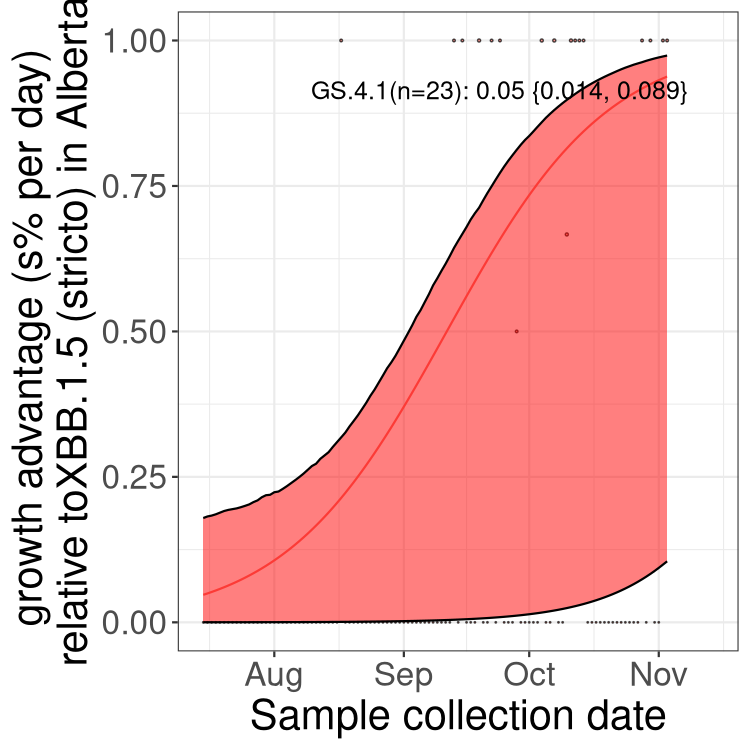 growth advantage (s% per day)
relative toXBB.1.5 (stricto) in Alberta
1.00
0.75
0.50
0.25
0.00
GS.4.1(n=23): 0.05 {0.014, 0.089}
Aug Sep Oct Nov
Sample collection date